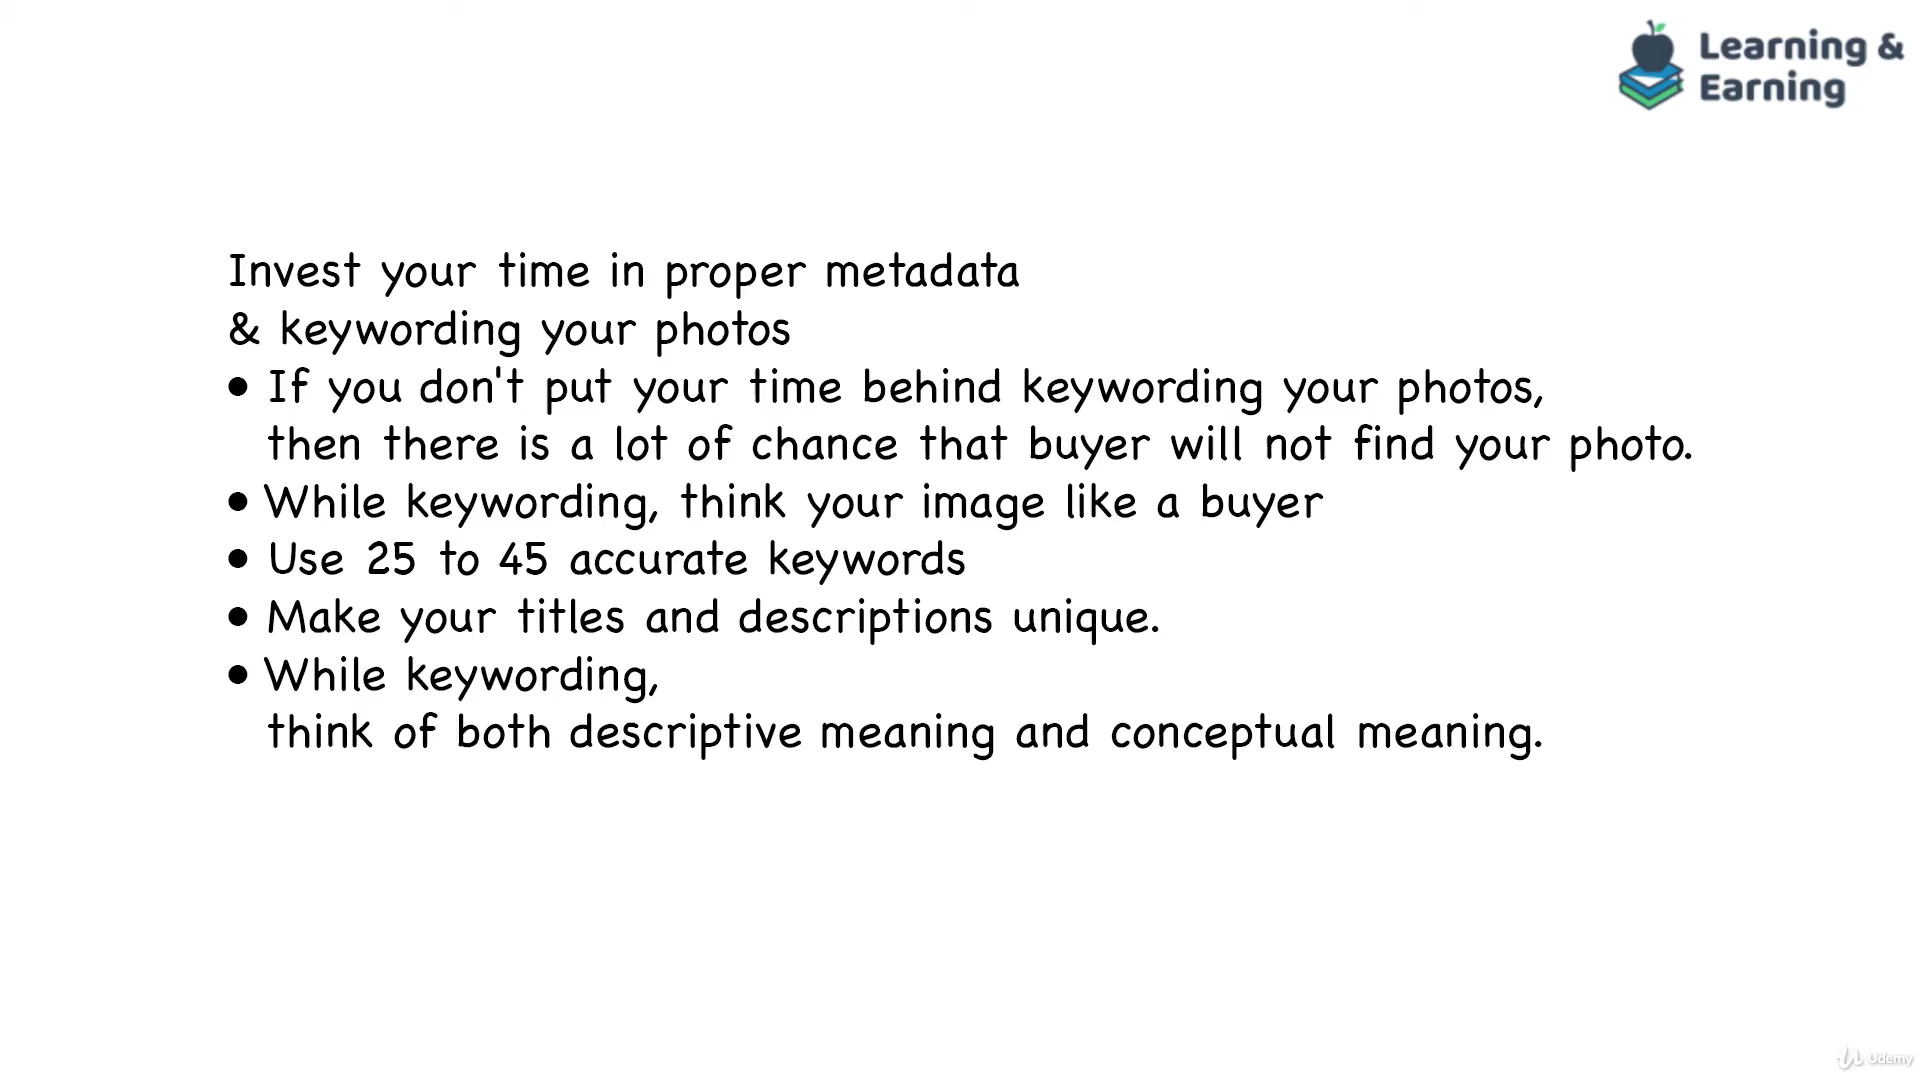 Learning &
Earning
Invest your time in proper metadata
& keywording your photos
• If you don't put your time behind keywording your photos,
then there is a lot of chance that buyer will not find your photo.
• While keywording, think your image like a buyer
• Use 25 to 45 accurate keywords
• Make your titles and descriptions unique.
• While keywording,
think of both descriptive meaning and conceptual meaning.
Udemy